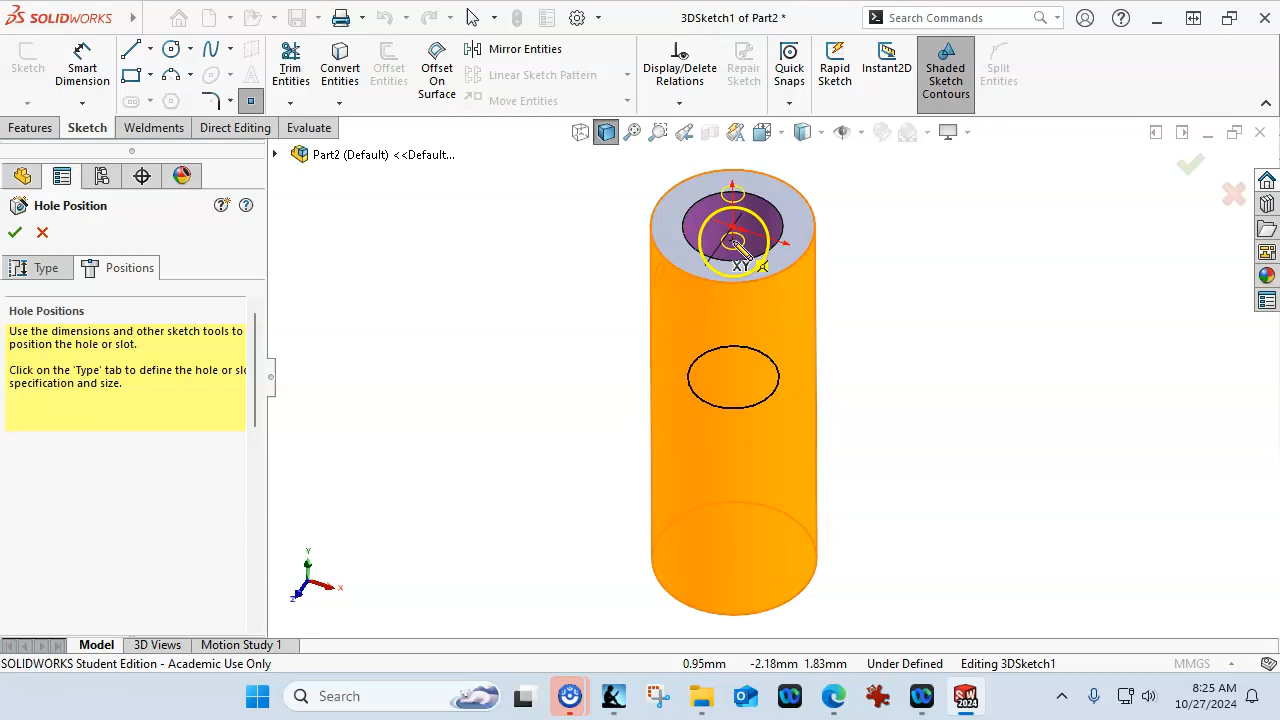 SOLIDWORKS
3DSketch1 of Part2 *
Search Commands
Sketch
Smart Dimension
Trim Entities
Convert Entities
Offset Entities
Offset On Surface
Mirror Entities
Linear Sketch Pattern
Move Entities
Display/Delete Relations
Repair Sketch
Quick Snaps
Rapid Sketch
Instant2D
Shaded Sketch Contours
Split Entities
Features
Sketch
Weldments
Direct Editing
Evaluate
Part2 (Default) <<Default...
Hole Position
Type
Positions
Hole Positions
Use the dimensions and other sketch tools to
position the hole or slot.
Click on the 'Type' tab to define the hole or slo
specification and size.
XY
Y
X
Z
Model
3D Views
Motion Study 1
SOLIDWORKS Student Edition - Academic Use Only
0.95mm
-2.18mm
1.83mm
Under Defined
Editing 3DSketch1
MMGS
Search
SW
2024
8:25 AM
10/27/2024